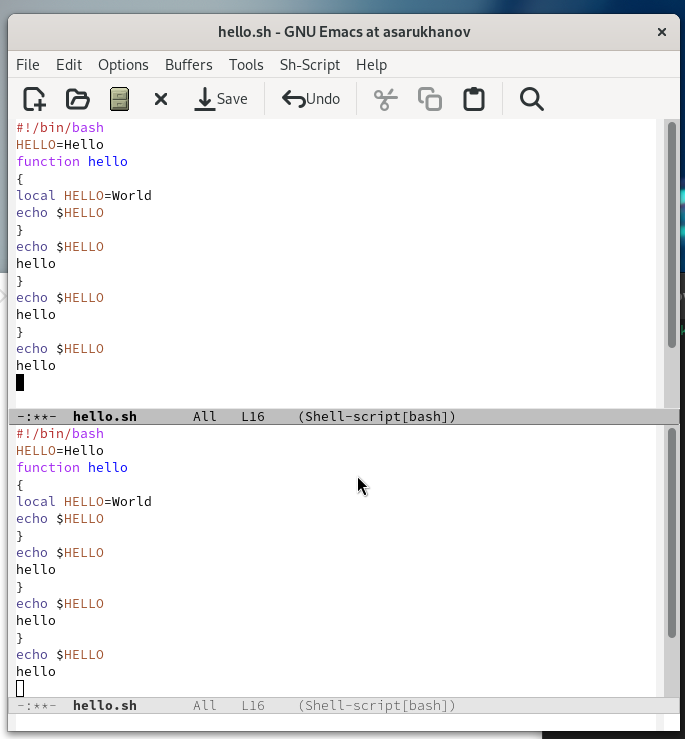 hello.sh - GNU Emacs at asarukhanov
File Edit Options Buffers Tools Sh-Script Help
Save Undo
#!/bin/bash
HELLO=Hello
function hello
{
local HELLO=World
echo $HELLO
}
echo $HELLO
hello
}
echo $HELLO
hello
}
echo $HELLO
hello
-:**- hello.sh All L16 (Shell-script[bash])
#!/bin/bash
HELLO=Hello
function hello
{
local HELLO=World
echo $HELLO
}
echo $HELLO
hello
}
echo $HELLO
hello
}
echo $HELLO
hello
-:**- hello.sh All L16 (Shell-script[bash])